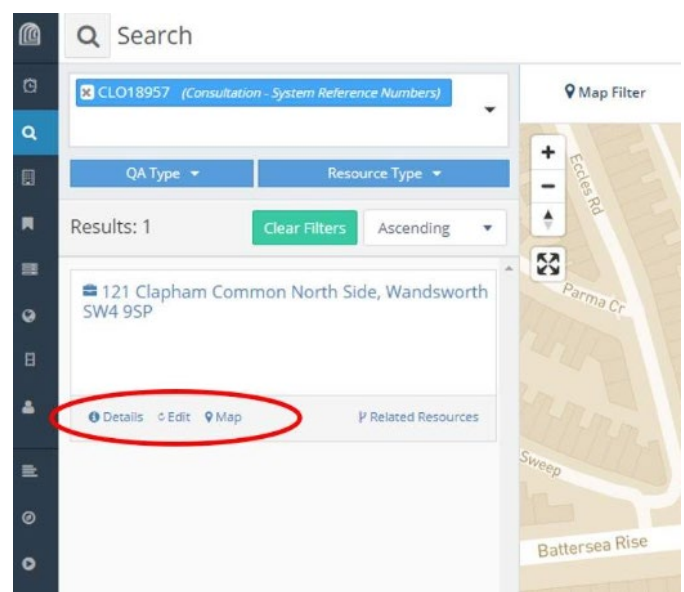 Search
CLO18957 (Consultation - System Reference Numbers)
Map Filter
QA Type
Resource Type
Results: 1
Clear Filters
Ascending
121 Clapham Common North Side, Wandsworth
SW4 9SP
Details Edit Map
Related Resources
Eccles Rd
Parma Cr
Sweep
Battersea Rise